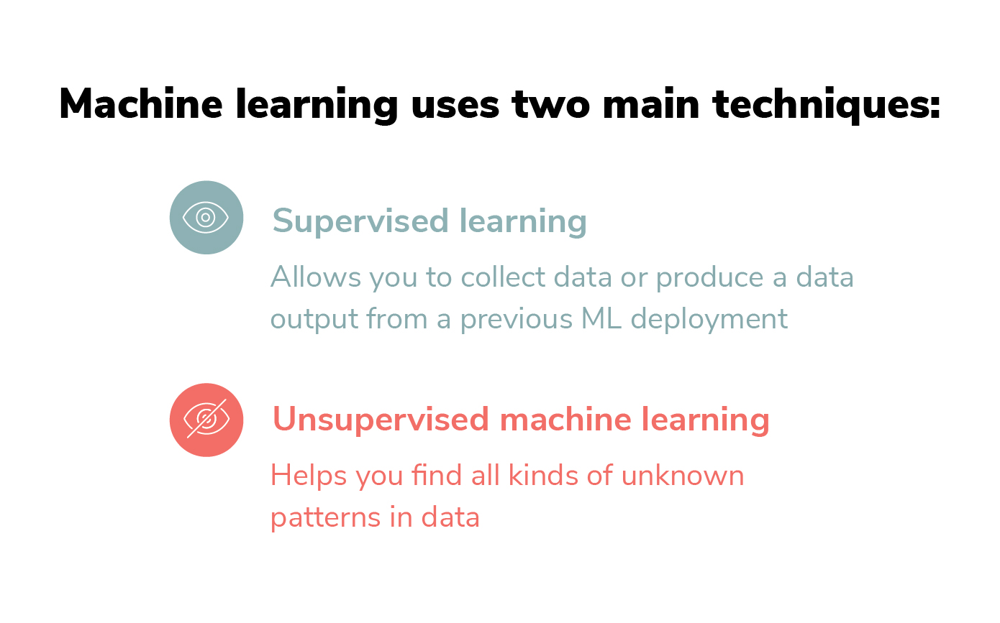 Machine learning uses two main techniques:
Supervised learning
Allows you to collect data or produce a data
output from a previous ML deployment
Unsupervised machine learning
Helps you find all kinds of unknown
patterns in data